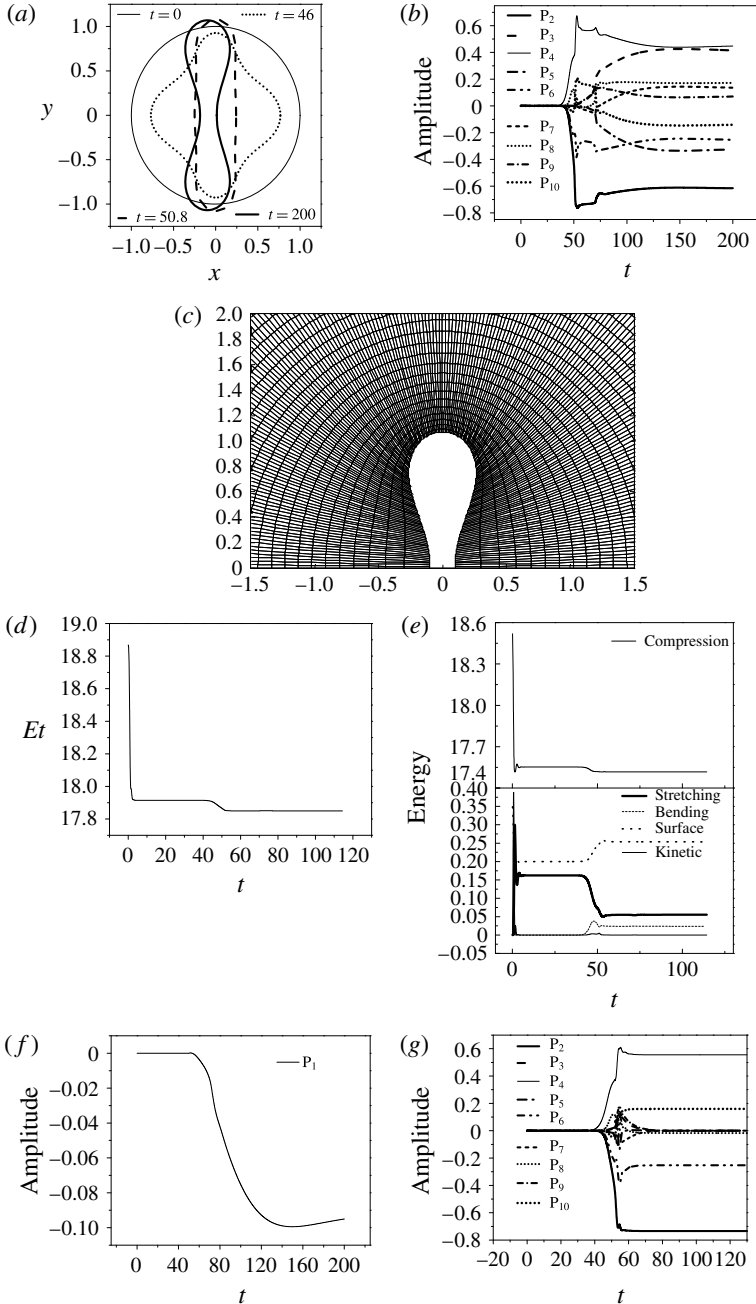 (a)
t = 0
t = 46
1.0
0.5
0
−0.5
−1.0
y
t = 50.8
t = 200
−1.0 −0.5 0 0.5 1.0
x
(b)
Amplitude
0.6
0.4
0.2
0
−0.2
−0.4
−0.6
−0.8
P2
P3
P4
P5
P6
P7
P8
P9
P10
0 50 100 150 200
t
(c)
2.0
1.8
1.6
1.4
1.2
1.0
0.8
0.6
0.4
0.2
0
−1.5 −1.0 −0.5 0 0.5 1.0 1.5
(d)
19.0
18.8
18.6
18.4
18.2
18.0
17.8
Et
0 20 40 60 80 100 120
t
(e)
Energy
18.6
18.3
18.0
17.7
17.4
Compression
0.40
0.35
0.30
0.25
0.20
0.15
0.10
0.05
0
−0.05
Stretching
Bending
Surface
Kinetic
0 50 100
t
(f)
Amplitude
0
−0.02
−0.04
−0.06
−0.08
−0.10
P1
0 40 80 120 160 200
t
(g)
Amplitude
0.6
0.4
0.2
0
−0.2
−0.4
−0.6
−0.8
P2
P3
P4
P5
P6
P7
P8
P9
P10
−20 0 20 40 60 80 100 120
t